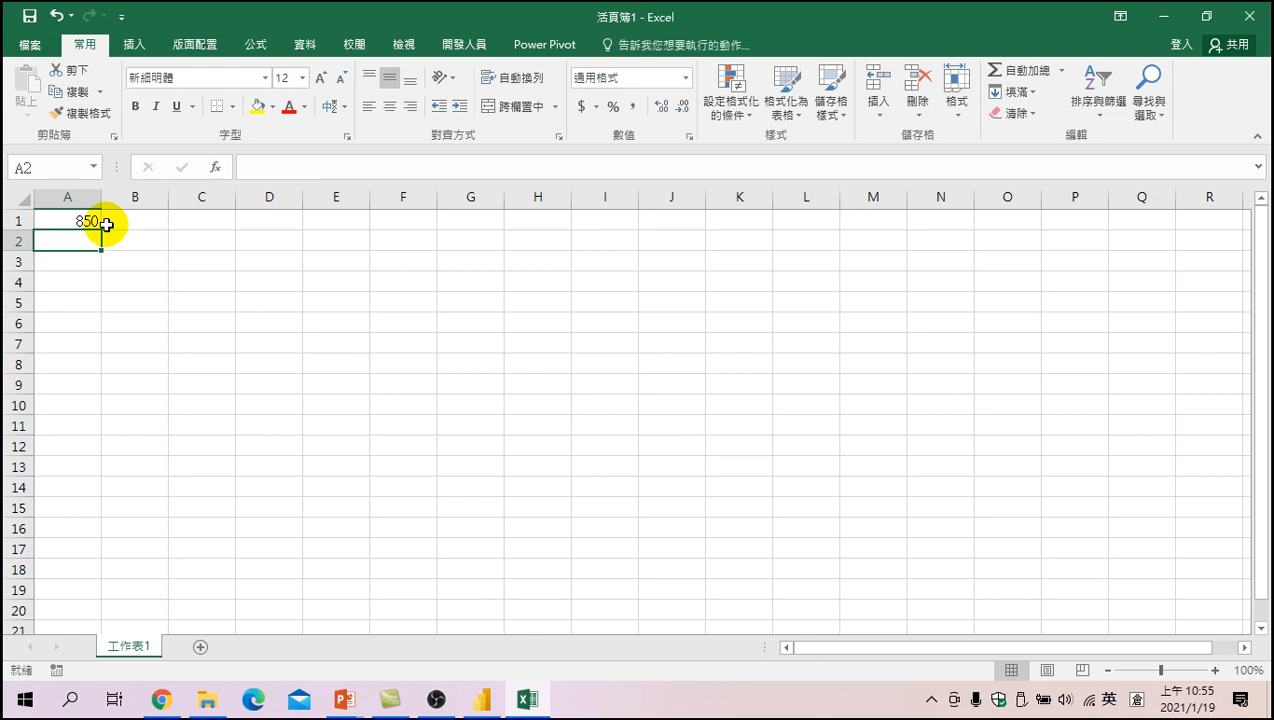 活頁簿1 - Excel
檔案 常用 插入 版面配置 公式 資料 校閱 檢視 開發人員 Power Pivot 告訴我您想要執行的動作... 登入 共用
貼上 剪下 複製 複製格式 剪貼簿
新細明體 12 B I U A 中 字型
自動換列 跨欄置中 對齊方式
通用格式 $ % , 數值
設定格式化的條件 格式化為表格 儲存格樣式 樣式
插入 刪除 格式 儲存格
自動加總 填滿 清除 排序與篩選 尋找與選取 編輯
A2 fx
A B C D E F G H I J K L M N O P Q R
1 850
2
3
4
5
6
7
8
9
10
11
12
13
14
15
16
17
18
19
20
21
工作表1
就緒 100%
英 倉 上午 10:55
2021/1/19